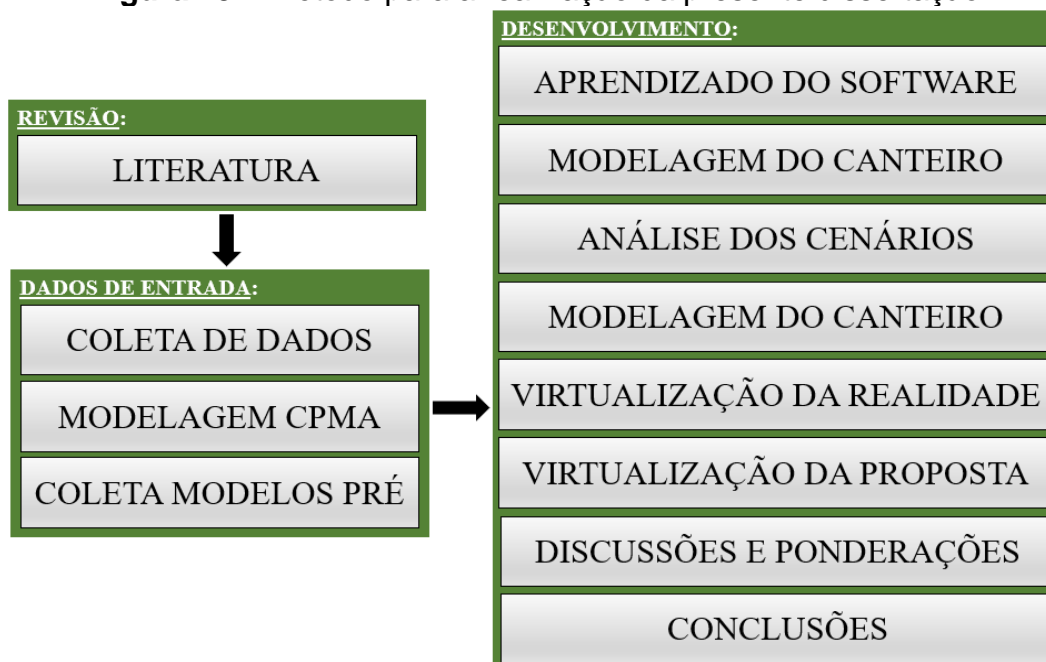 REVISÃO:
LITERATURA
DADOS DE ENTRADA:
COLETA DE DADOS
MODELAGEM CPMA
COLETA MODELOS PRÉ
DESENVOLVIMENTO:
APRENDIZADO DO SOFTWARE
MODELAGEM DO CANTEIRO
ANÁLISE DOS CENÁRIOS
MODELAGEM DO CANTEIRO
VIRTUALIZAÇÃO DA REALIDADE
VIRTUALIZAÇÃO DA PROPOSTA
DISCUSSÕES E PONDERAÇÕES
CONCLUSÕES